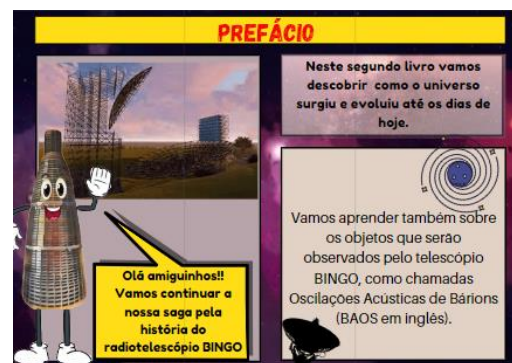 PREFÁCIO
Neste segundo livro vamos
descobrir como o universo
surgiu e evoluiu até os dias de
hoje.
Olá amiguinhos!!
Vamos continuar a
nossa saga pela
história do
radiotelescópio BINGO
Vamos aprender também sobre
os objetos que serão
observados pelo telescópio
BINGO, como chamadas
Oscilações Acústicas de Bárions
(BAOS em inglês).